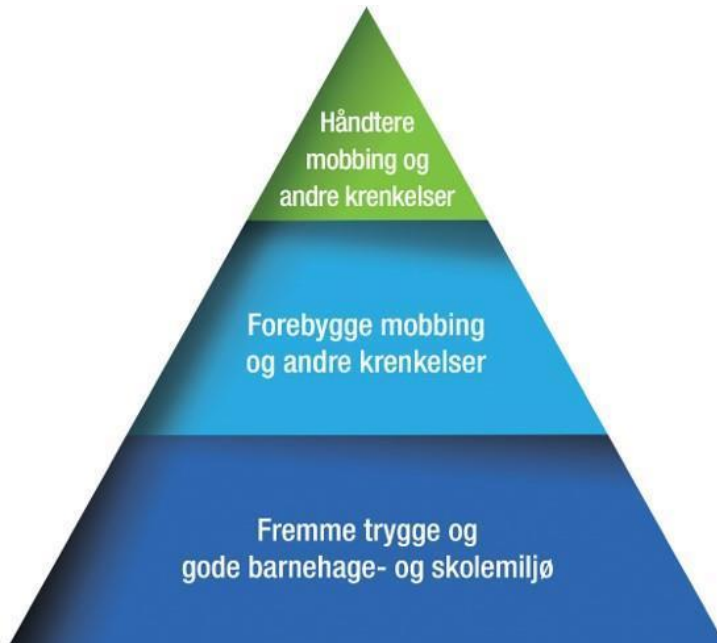 Håndtere
mobbing og
andre krenkelser
Forebygge mobbing
og andre krenkelser
Fremme trygge og
gode barnehage- og skolemiljø